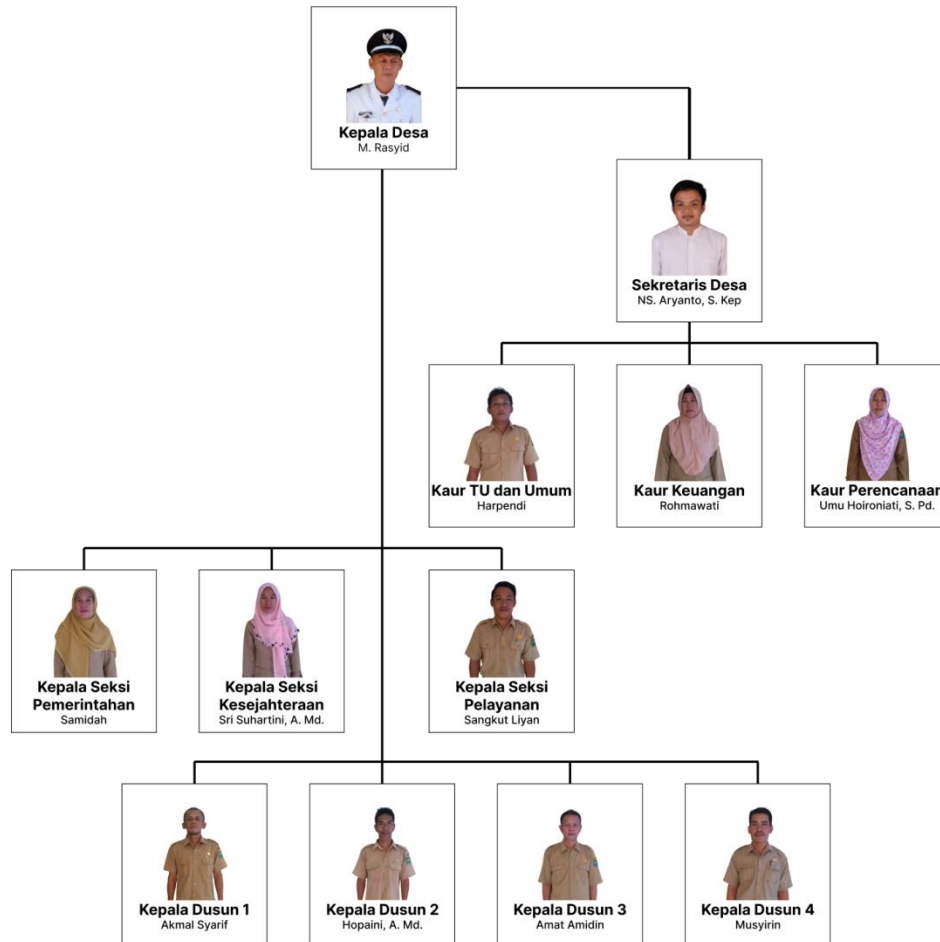 Kepala Desa
M. Rasyid
Sekretaris Desa
NS. Aryanto, S. Kep
Kaur TU dan Umum
Harpendi
Kaur Keuangan
Rohmawati
Kaur Perencanaan
Umu Hoironiati, S. Pd.
Kepala Seksi
Pemerintahan
Samidah
Kepala Seksi
Kesejahteraan
Sri Suhartini, A. Md.
Kepala Seksi
Pelayanan
Sangkut Liyan
Kepala Dusun 1
Akmal Syarif
Kepala Dusun 2
Hopaini, A. Md.
Kepala Dusun 3
Amat Amidin
Kepala Dusun 4
Musyirin